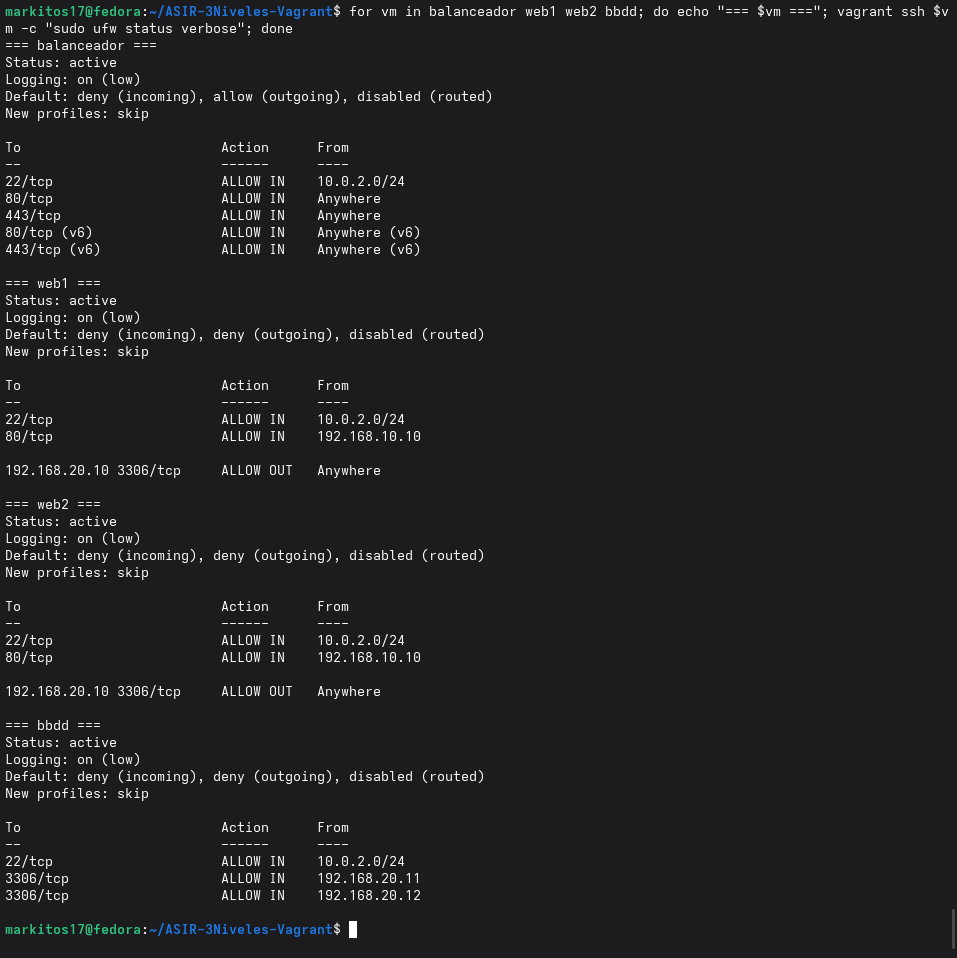 markitos17@fedora:~/ASIR-3Niveles-Vagrant$ for vm in balanceador web1 web2 bbdd; do echo "=== $vm ==="; vagrant ssh $v
m -c "sudo ufw status verbose"; done
=== balanceador ===
Status: active
Logging: on (low)
Default: deny (incoming), allow (outgoing), disabled (routed)
New profiles: skip

To                         Action      From
--                         ------      ----
22/tcp                     ALLOW IN    10.0.2.0/24
80/tcp                     ALLOW IN    Anywhere
443/tcp                    ALLOW IN    Anywhere
80/tcp (v6)                ALLOW IN    Anywhere (v6)
443/tcp (v6)               ALLOW IN    Anywhere (v6)

=== web1 ===
Status: active
Logging: on (low)
Default: deny (incoming), deny (outgoing), disabled (routed)
New profiles: skip

To                         Action      From
--                         ------      ----
22/tcp                     ALLOW IN    10.0.2.0/24
80/tcp                     ALLOW IN    192.168.10.10

192.168.20.10 3306/tcp     ALLOW OUT   Anywhere

=== web2 ===
Status: active
Logging: on (low)
Default: deny (incoming), deny (outgoing), disabled (routed)
New profiles: skip

To                         Action      From
--                         ------      ----
22/tcp                     ALLOW IN    10.0.2.0/24
80/tcp                     ALLOW IN    192.168.10.10

192.168.20.10 3306/tcp     ALLOW OUT   Anywhere

=== bbdd ===
Status: active
Logging: on (low)
Default: deny (incoming), deny (outgoing), disabled (routed)
New profiles: skip

To                         Action      From
--                         ------      ----
22/tcp                     ALLOW IN    10.0.2.0/24
3306/tcp                   ALLOW IN    192.168.20.11
3306/tcp                   ALLOW IN    192.168.20.12

markitos17@fedora:~/ASIR-3Niveles-Vagrant$